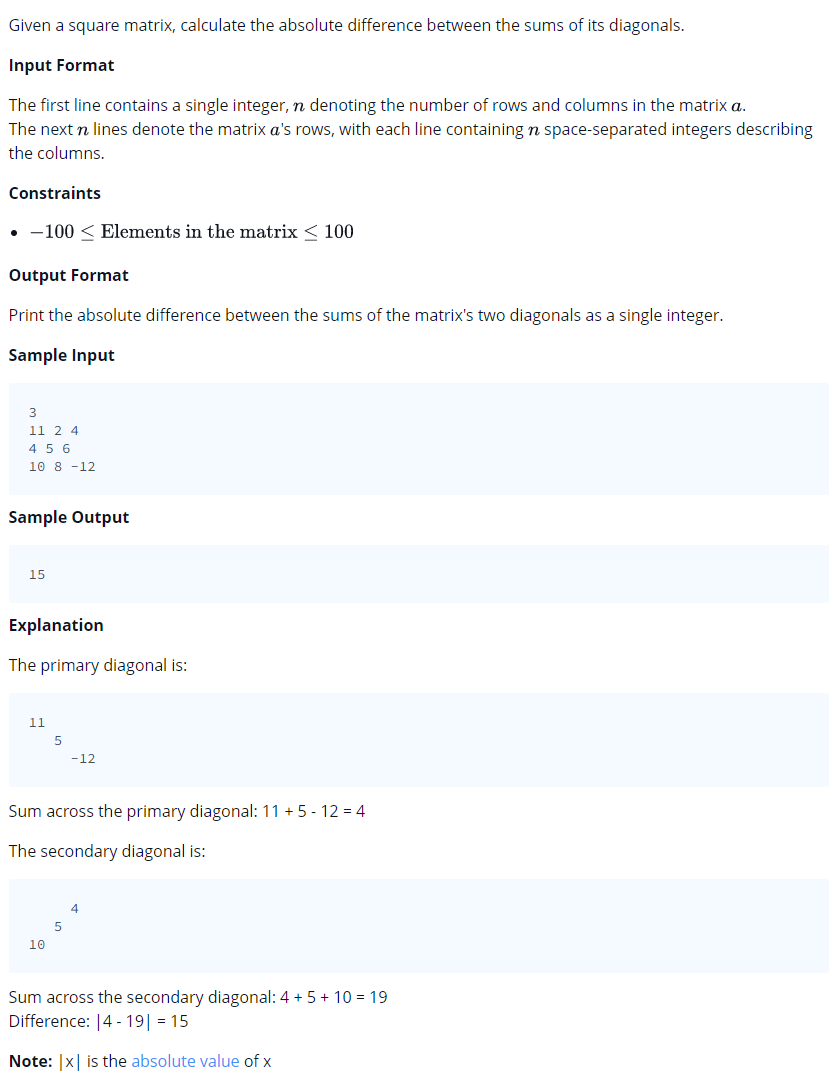 Given a square matrix, calculate the absolute difference between the sums of its diagonals.
Input Format
The first line contains a single integer, n denoting the number of rows and columns in the matrix a.
The next n lines denote the matrix a's rows, with each line containing n space-separated integers describing
the columns.
Constraints
• −100 ≤ Elements in the matrix ≤ 100
Output Format
Print the absolute difference between the sums of the matrix's two diagonals as a single integer.
Sample Input
3
11 2 4
4 5 6
10 8 -12
Sample Output
15
Explanation
The primary diagonal is:
11
5
-12
Sum across the primary diagonal: 11 + 5 - 12 = 4
The secondary diagonal is:
4
5
10
Sum across the secondary diagonal: 4 + 5 + 10 = 19
Difference: |4 - 19| = 15
Note: |x| is the absolute value of x